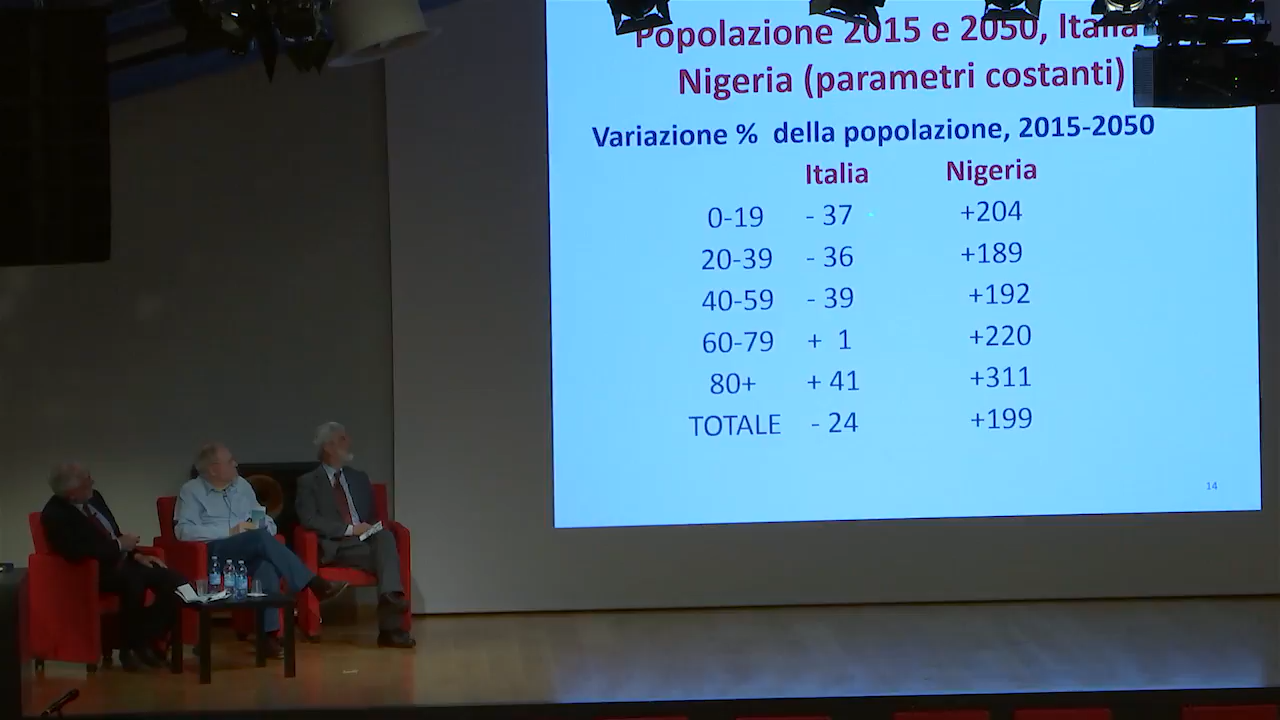 Popolazione 2015 e 2050, Italia
Nigeria (parametri costanti)
Variazione % della popolazione, 2015-2050
Italia Nigeria
0-19 - 37 +204
20-39 - 36 +189
40-59 - 39 +192
60-79 + 1 +220
80+ + 41 +311
TOTALE - 24 +199
14